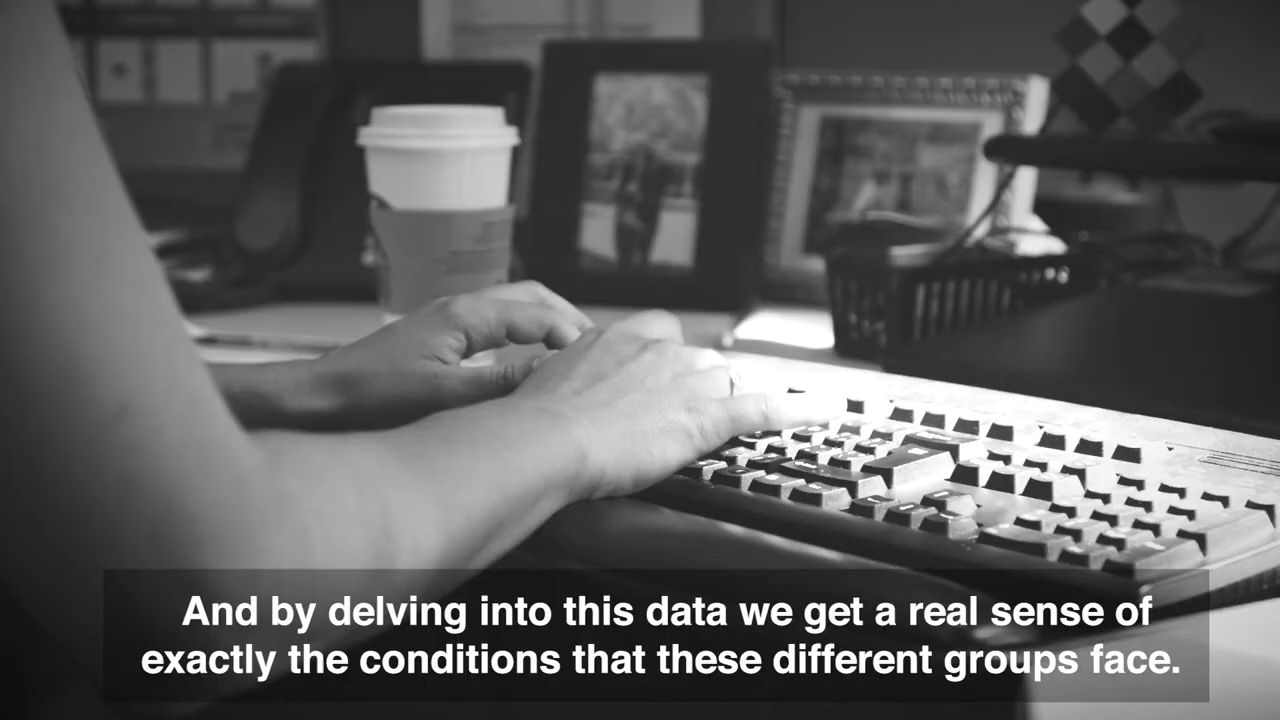 And by delving into this data we get a real sense of
exactly the conditions that these different groups face.